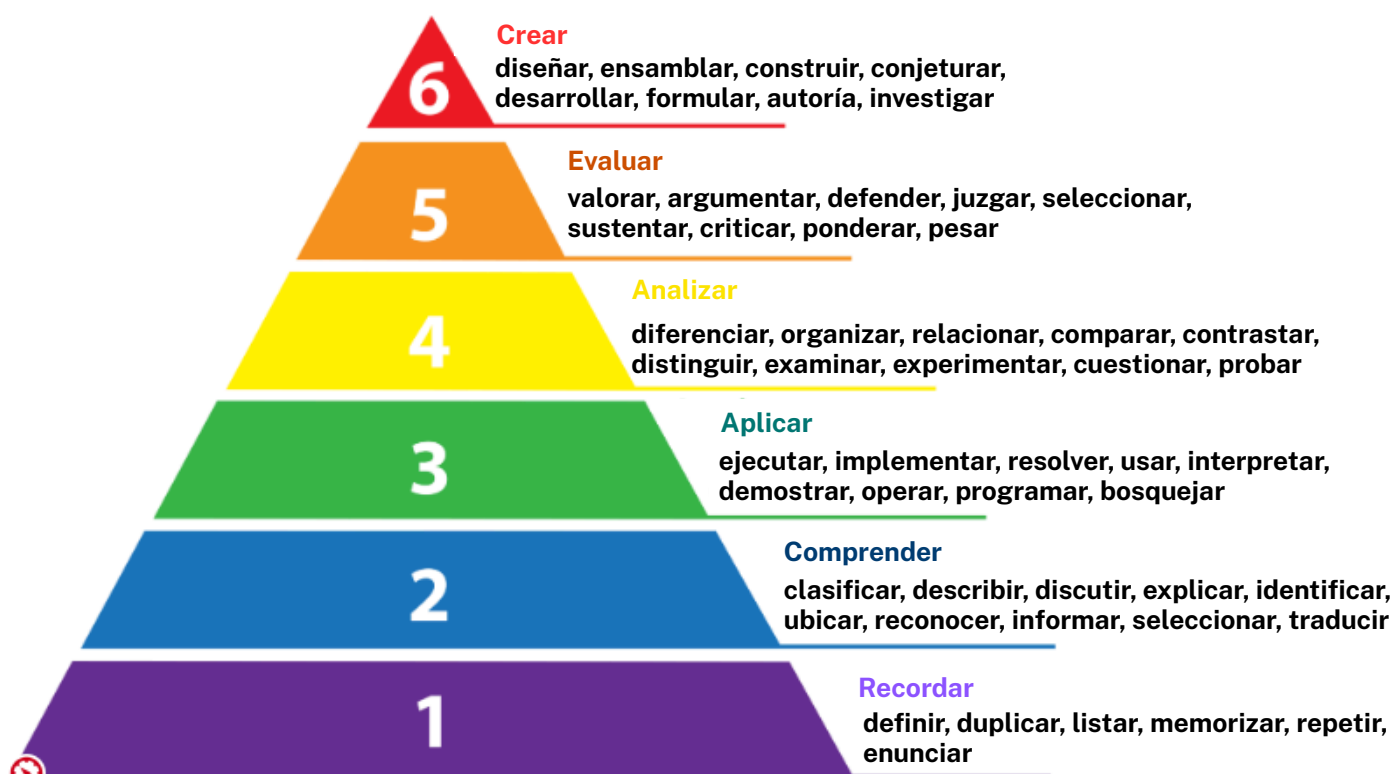 Crear
diseñar, ensamblar, construir, conjeturar,
desarrollar, formular, autoría, investigar
6
Evaluar
valorar, argumentar, defender, juzgar, seleccionar,
sustentar, criticar, ponderar, pesar
5
Analizar
diferenciar, organizar, relacionar, comparar, contrastar,
distinguir, examinar, experimentar, cuestionar, probar
4
Aplicar
ejecutar, implementar, resolver, usar, interpretar,
demostrar, operar, programar, bosquejar
3
Comprender
clasificar, describir, discutir, explicar, identificar,
ubicar, reconocer, informar, seleccionar, traducir
2
Recordar
definir, duplicar, listar, memorizar, repetir,
enunciar
1